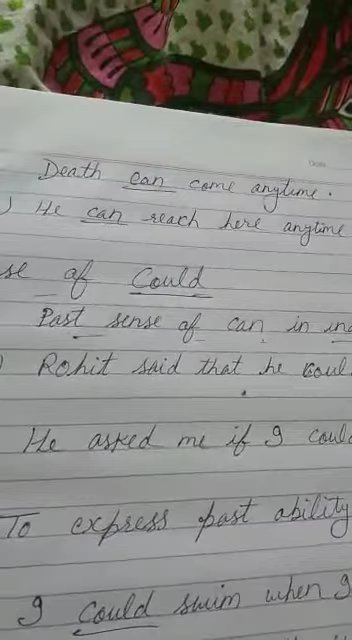 Death can come anytime.
He can reach here anytime
of Could
Past sense of can in
Rohit said that he
He asked me if I
To express past ability
I could swim when